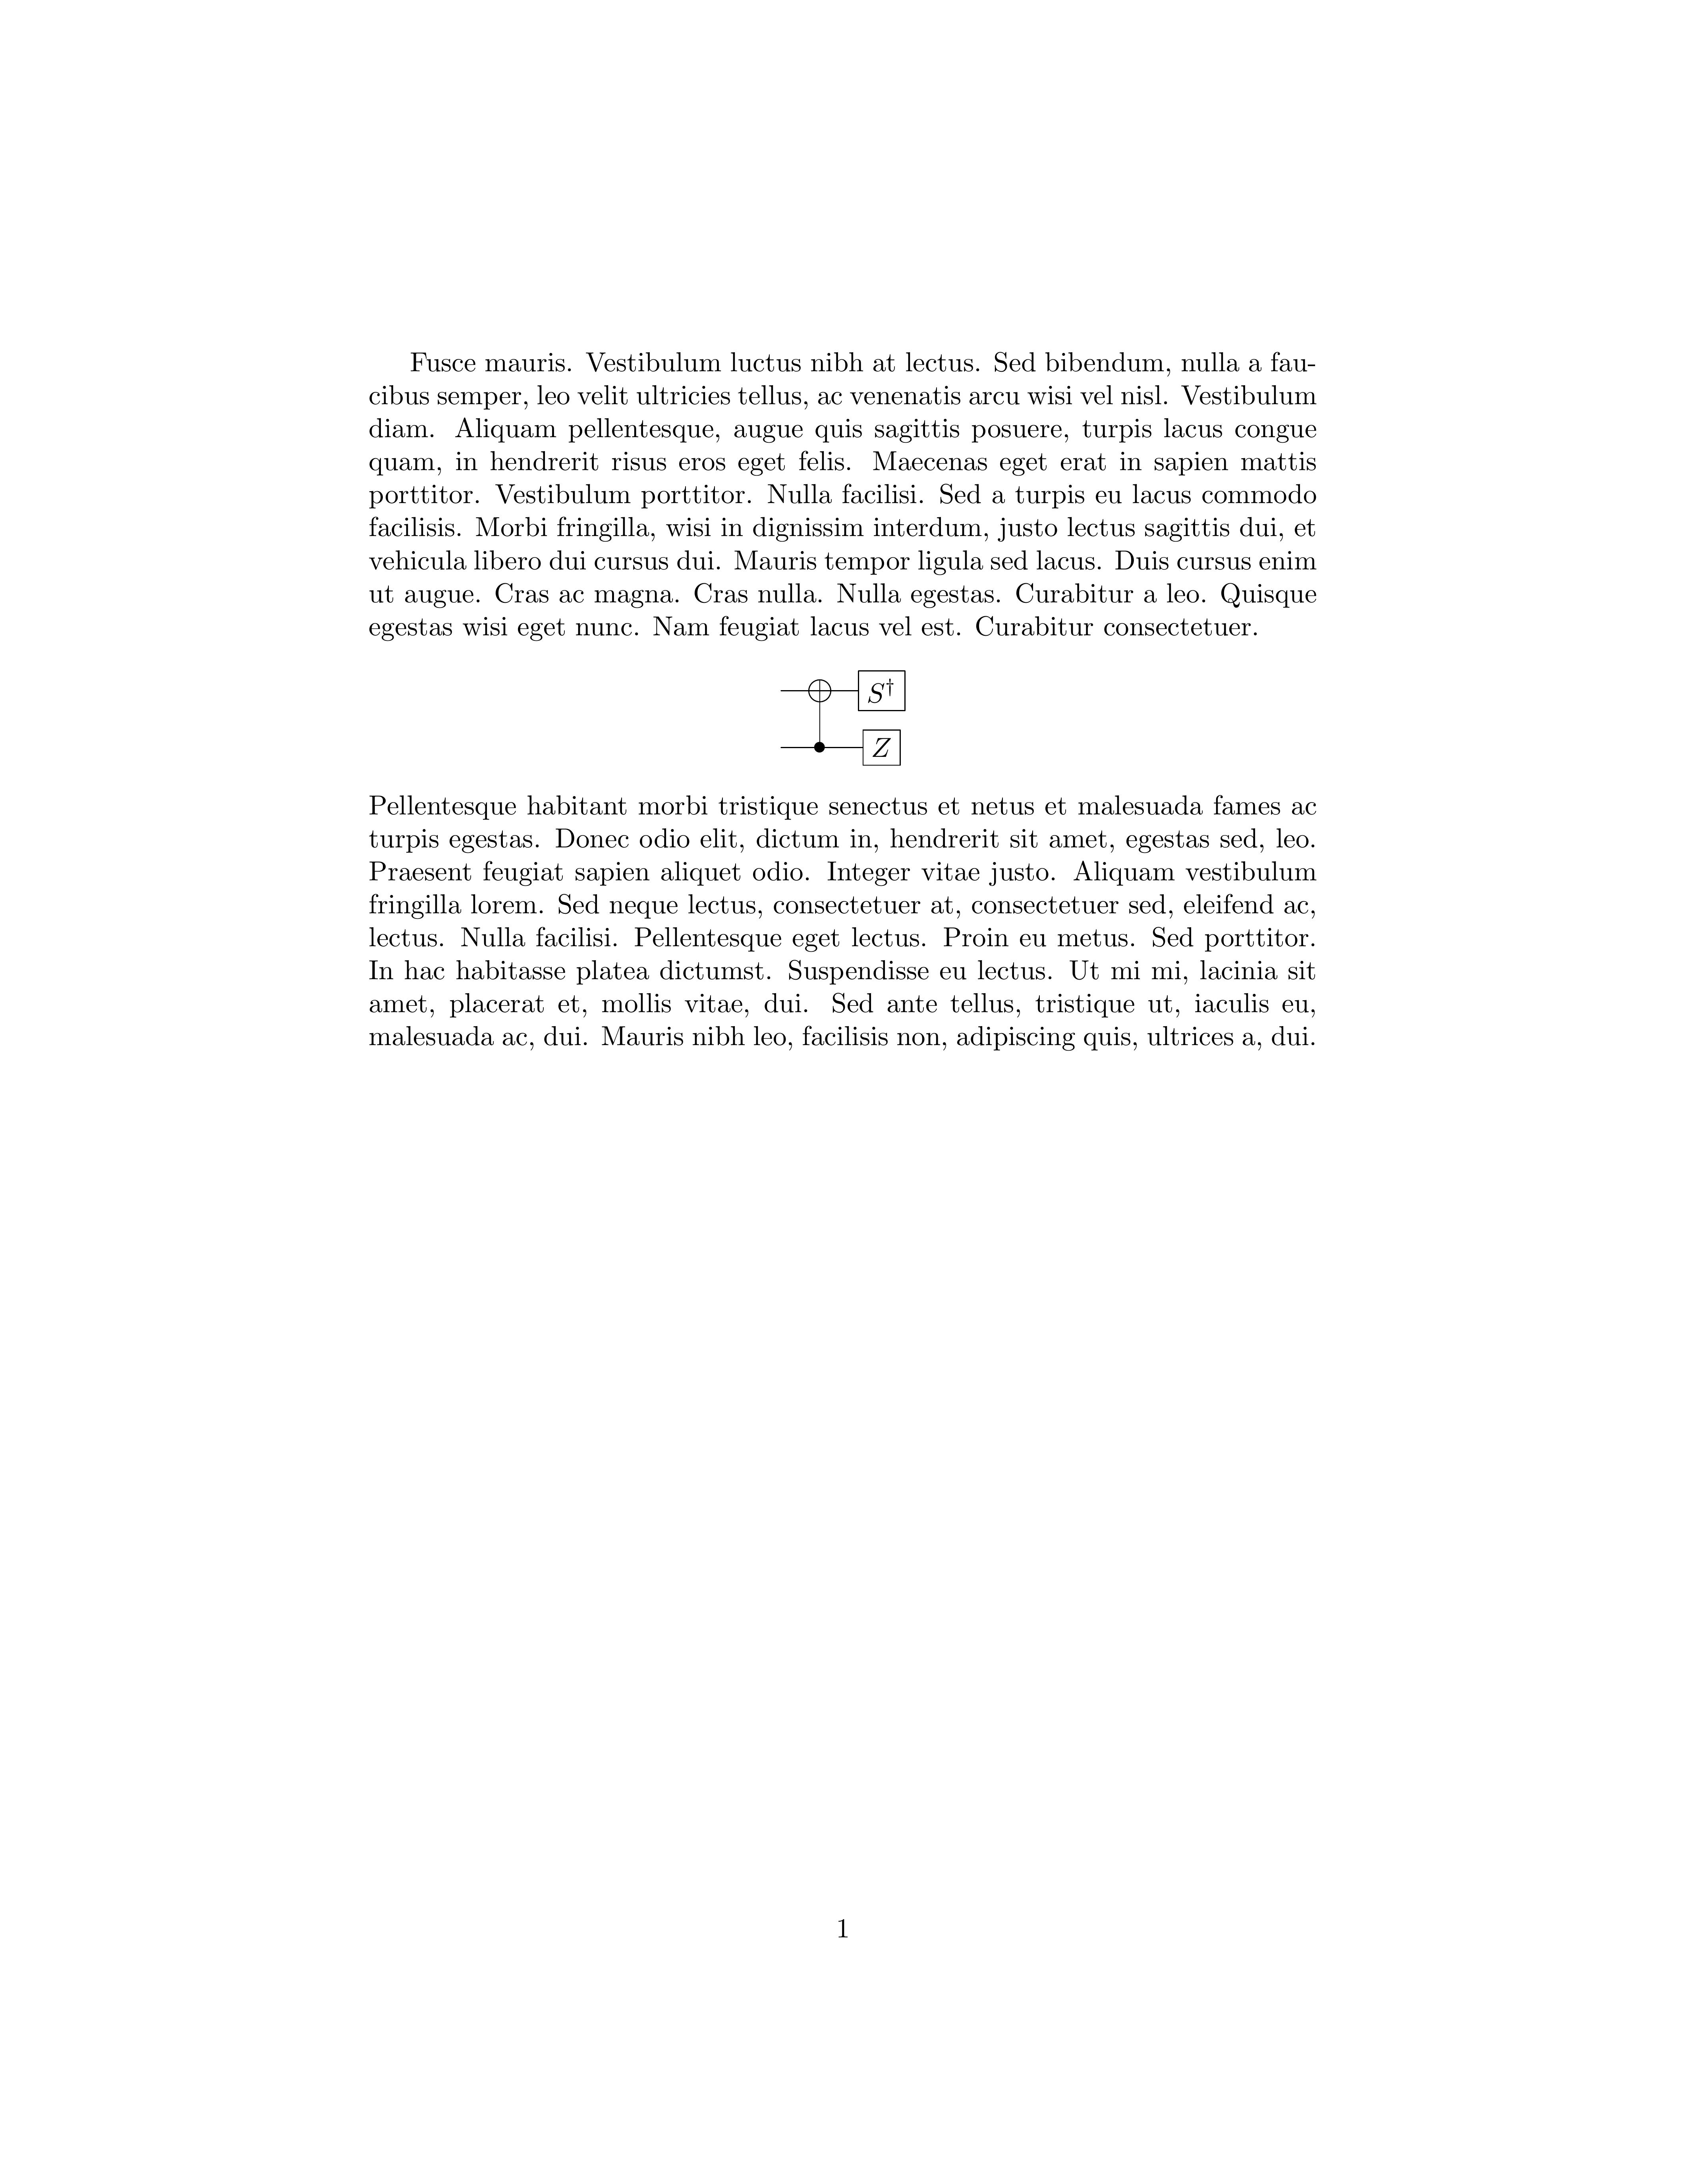 Fusce mauris. Vestibulum luctus nibh at lectus. Sed bibendum, nulla a fau-
cibus semper, leo velit ultricies tellus, ac venenatis arcu wisi vel nisl. Vestibulum
diam. Aliquam pellentesque, augue quis sagittis posuere, turpis lacus congue
quam, in hendrerit risus eros eget felis. Maecenas eget erat in sapien mattis
porttitor. Vestibulum porttitor. Nulla facilisi. Sed a turpis eu lacus commodo
facilisis. Morbi fringilla, wisi in dignissim interdum, justo lectus sagittis dui, et
vehicula libero dui cursus dui. Mauris tempor ligula sed lacus. Duis cursus enim
ut augue. Cras ac magna. Cras nulla. Nulla egestas. Curabitur a leo. Quisque
egestas wisi eget nunc. Nam feugiat lacus vel est. Curabitur consectetuer.
S†
Z
Pellentesque habitant morbi tristique senectus et netus et malesuada fames ac
turpis egestas. Donec odio elit, dictum in, hendrerit sit amet, egestas sed, leo.
Praesent feugiat sapien aliquet odio. Integer vitae justo. Aliquam vestibulum
fringilla lorem. Sed neque lectus, consectetuer at, consectetuer sed, eleifend ac,
lectus. Nulla facilisi. Pellentesque eget lectus. Proin eu metus. Sed porttitor.
In hac habitasse platea dictumst. Suspendisse eu lectus. Ut mi mi, lacinia sit
amet, placerat et, mollis vitae, dui. Sed ante tellus, tristique ut, iaculis eu,
malesuada ac, dui. Mauris nibh leo, facilisis non, adipiscing quis, ultrices a, dui.
1